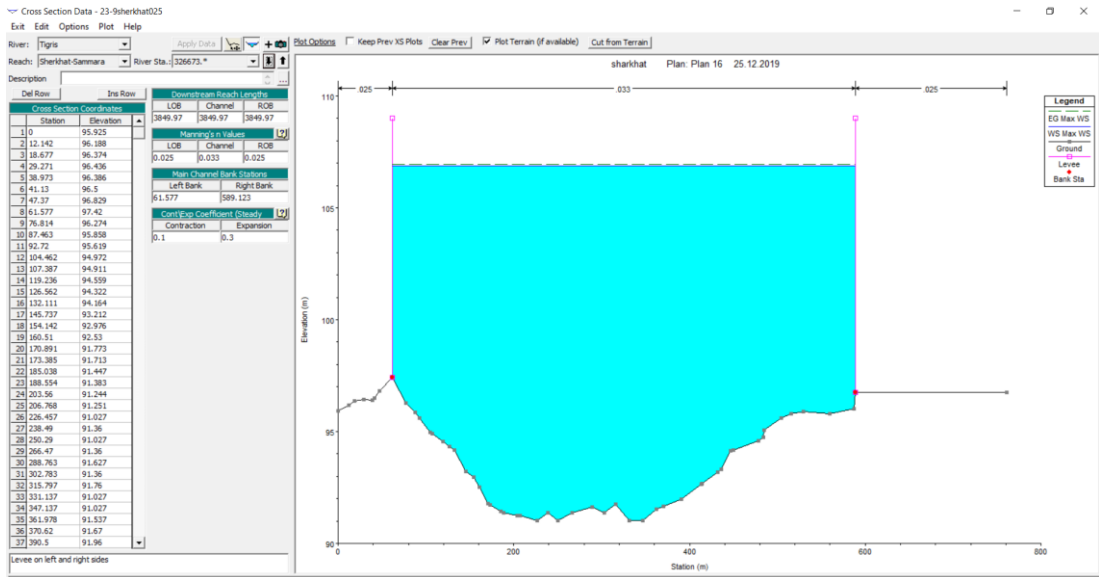 Cross Section Data - 23-9sherkhat025
Exit Edit Options Plot Help
River: Tigris Apply Data Plot Options Keep Prev XS Plots Clear Prev Plot Terrain (if available) Cut from Terrain
Reach: Sherkhat-Sammara River Sta.: 326673.*
Description ...
Del Row Ins Row
Cross Section Coordinates
Station Elevation
1 0 95.925
2 12.142 96.188
3 18.677 96.374
4 29.271 96.436
5 38.973 96.386
6 41.13 96.5
7 47.37 96.829
8 61.577 97.42
9 76.814 96.274
10 87.463 95.858
11 92.72 95.619
12 104.462 94.972
13 107.387 94.911
14 119.236 94.559
15 126.562 94.322
16 132.111 94.164
17 145.737 93.212
18 154.142 92.976
19 160.51 92.53
20 170.891 91.773
21 173.385 91.713
22 185.038 91.447
23 188.554 91.383
24 203.56 91.244
25 206.768 91.251
26 226.457 91.027
27 238.49 91.36
28 250.29 91.027
29 266.47 91.36
30 288.763 91.627
31 302.783 91.36
32 315.797 91.76
33 331.137 91.027
34 347.137 91.027
35 361.978 91.537
36 370.62 91.67
37 390.5 91.96
Downstream Reach Lengths
LOB Channel ROB
3849.97 3849.97 3849.97
Manning's n Values ?
LOB Channel ROB
0.025 0.033 0.025
Main Channel Bank Stations
Left Bank Right Bank
61.577 589.123
Cont\Exp Coefficient (Steady ?
Contraction Expansion
0.1 0.3
Levee on left and right sides
sharkhat Plan: Plan 16 25.12.2019
.025 .033 .025
110
105
100
95
90
Elevation (m)
0 200 400 600 800
Station (m)
Legend
EG Max WS
WS Max WS
Ground
Levee
Bank Sta